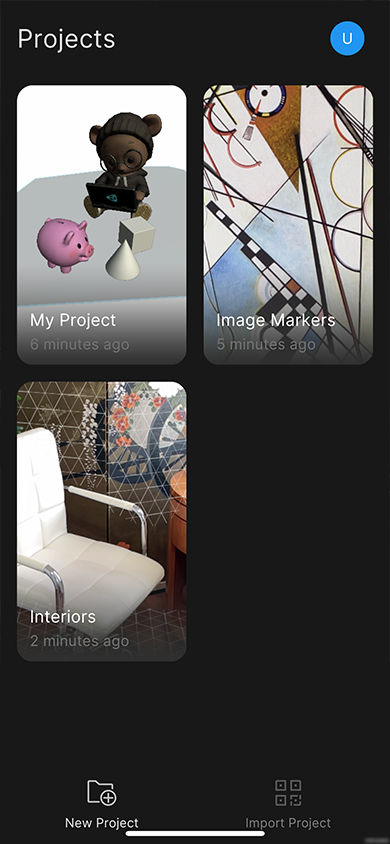 Projects
U
My Project
6 minutes ago
Image Markers
5 minutes ago
Interiors
2 minutes ago
New Project
Import Project